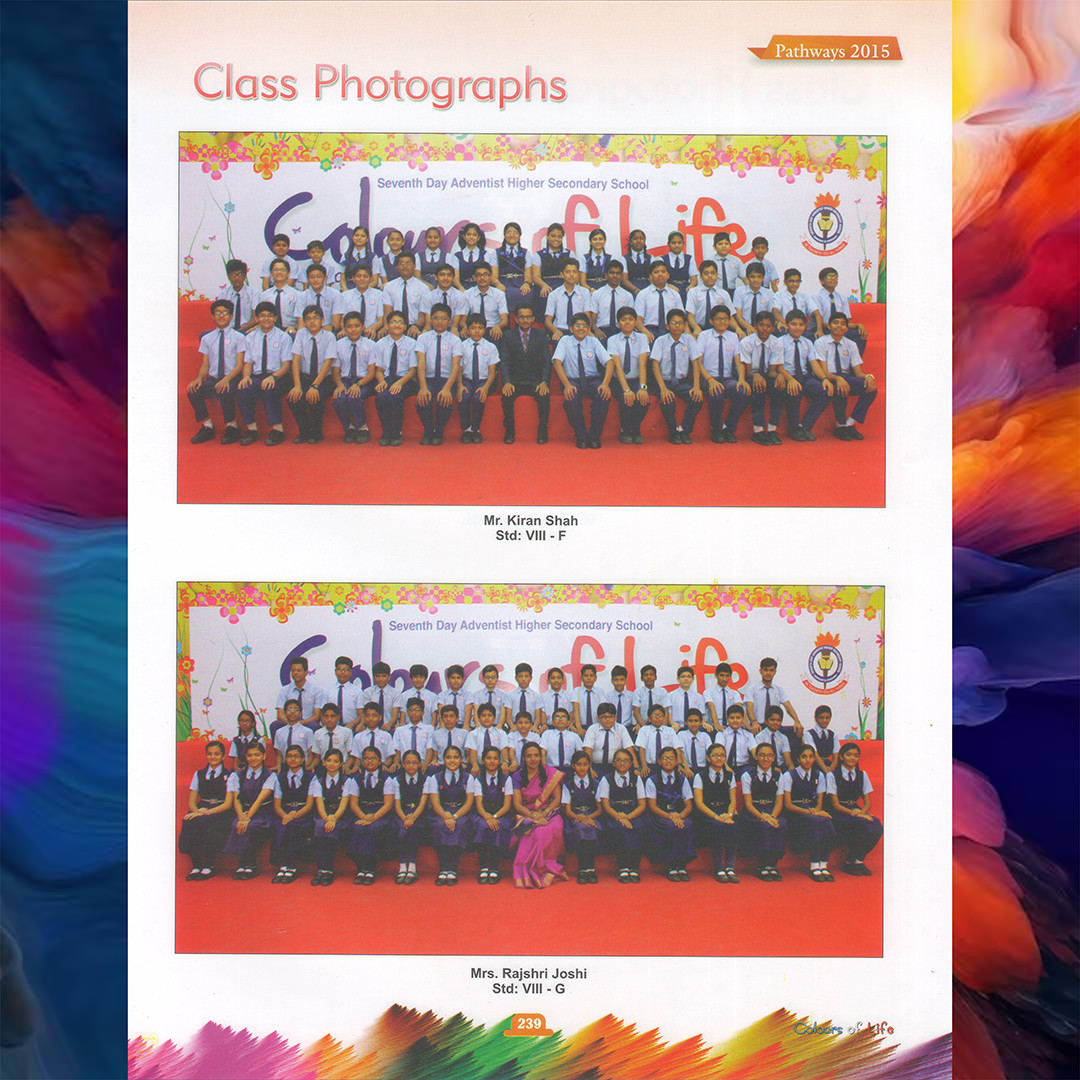 Pathways 2015
Class Photographs
Seventh Day Adventist Higher Secondary School
Colours of Life
Mr. Kiran Shah
Std: VIII - F
Seventh Day Adventist Higher Secondary School
Colours of Life
Mrs. Rajshri Joshi
Std: VIII - G
239
Colours of Life